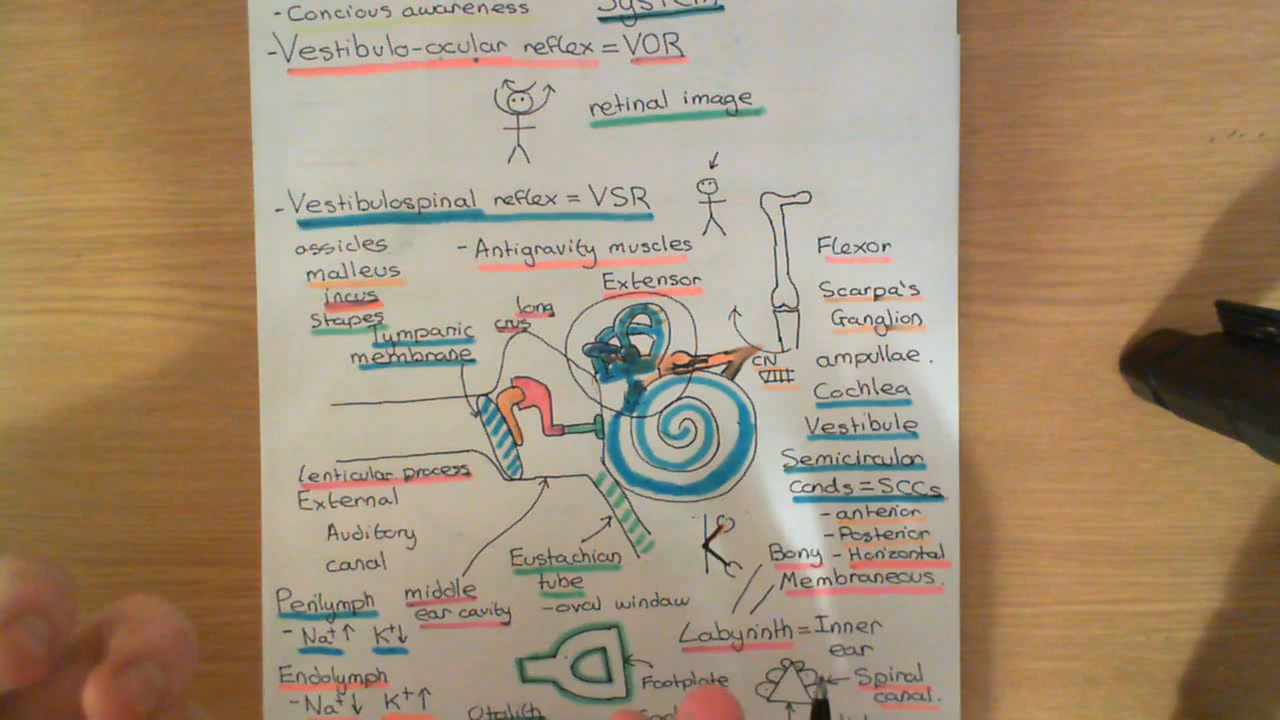 - Concious awareness
System
- Vestibulo-ocular reflex = VOR
retinal image
- Vestibulospinal reflex = VSR
ossicles
malleus
incus
stapes
- Antigravity muscles
Extensor
Flexor
Scarpa's
Ganglion
ampullae.
Cochlea
Vestibule
Semicircular
canals = SCCs
- anterior
- Posterior
- Horizontal
Bony
Membraneous.
long
crus
Tympanic
membrane
CN
VIII
Lenticular process
External
Auditory
canal
Eustachian
tube
middle
ear cavity
- oval window
Perilymph
- Na+↑ K+↓
Endolymph
- Na+↓ K+↑
Labyrinth = Inner
ear
Footplate
Spiral
canal.
Otolith